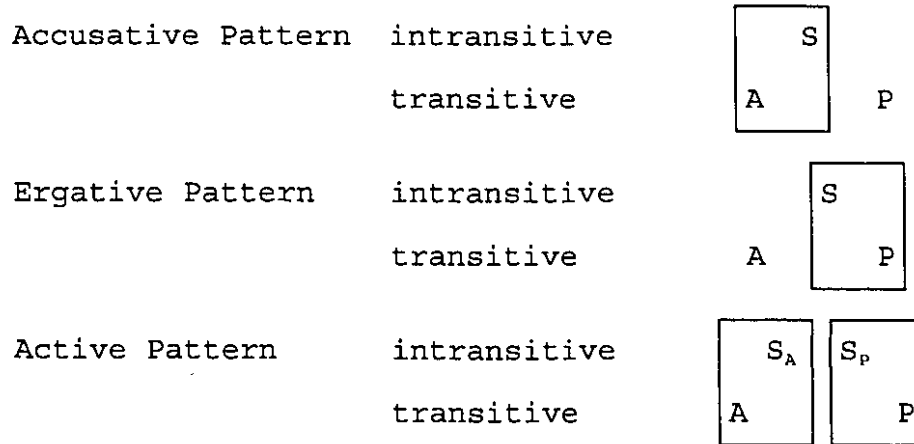 Accusative Pattern intransitive S
transitive A P
Ergative Pattern intransitive S
transitive A P
Active Pattern intransitive Sₐ Sₚ
transitive A P